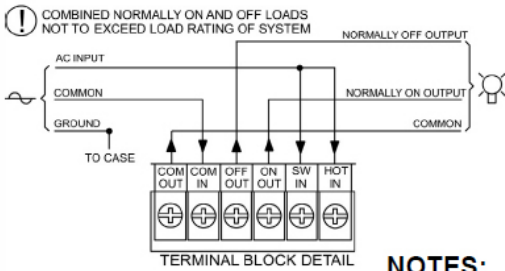 ! COMBINED NORMALLY ON AND OFF LOADS
NOT TO EXCEED LOAD RATING OF SYSTEM
NORMALLY OFF OUTPUT
AC INPUT
COMMON
NORMALLY ON OUTPUT
GROUND
COMMON
TO CASE
COM OUT
COM IN
OFF OUT
ON OUT
SW IN
HOT IN
TERMINAL BLOCK DETAIL
NOTES: